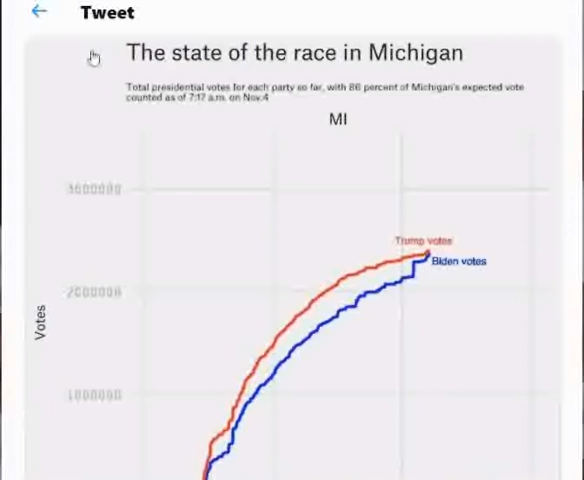 Tweet
The state of the race in Michigan
Total presidential votes for each party so far, with 86 percent of Michigan's expected vote
counted as of 7:17 a.m. on Nov.4
MI
3000000
Trump votes
Biden votes
2000000
Votes
1000000